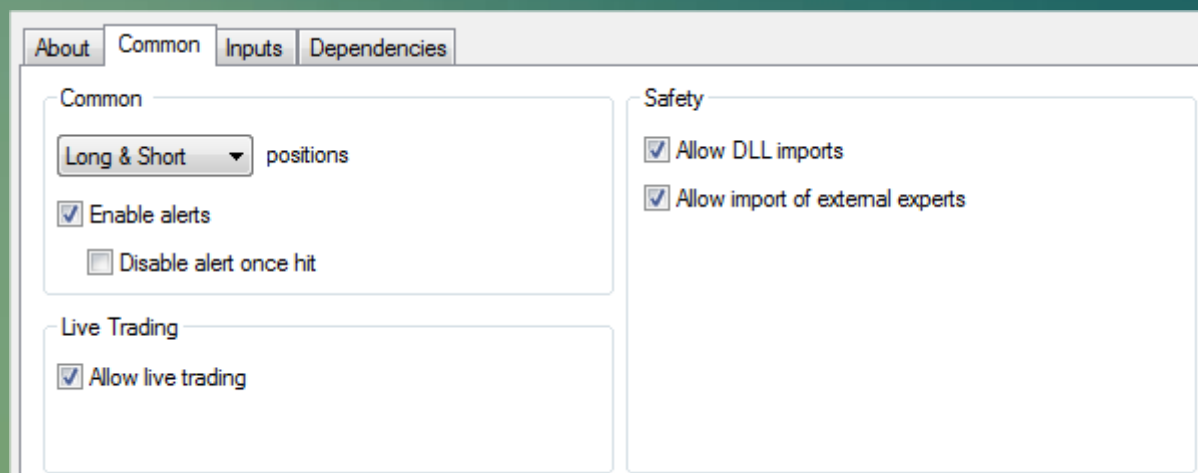 About Common Inputs Dependencies
Common
Long & Short positions
Enable alerts
Disable alert once hit
Live Trading
Allow live trading
Safety
Allow DLL imports
Allow import of external experts